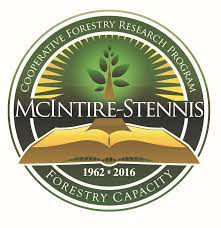 COOPERATIVE FORESTRY RESEARCH PROGRAM
MCINTIRE-STENNIS
1962 * 2016
FORESTRY CAPACITY